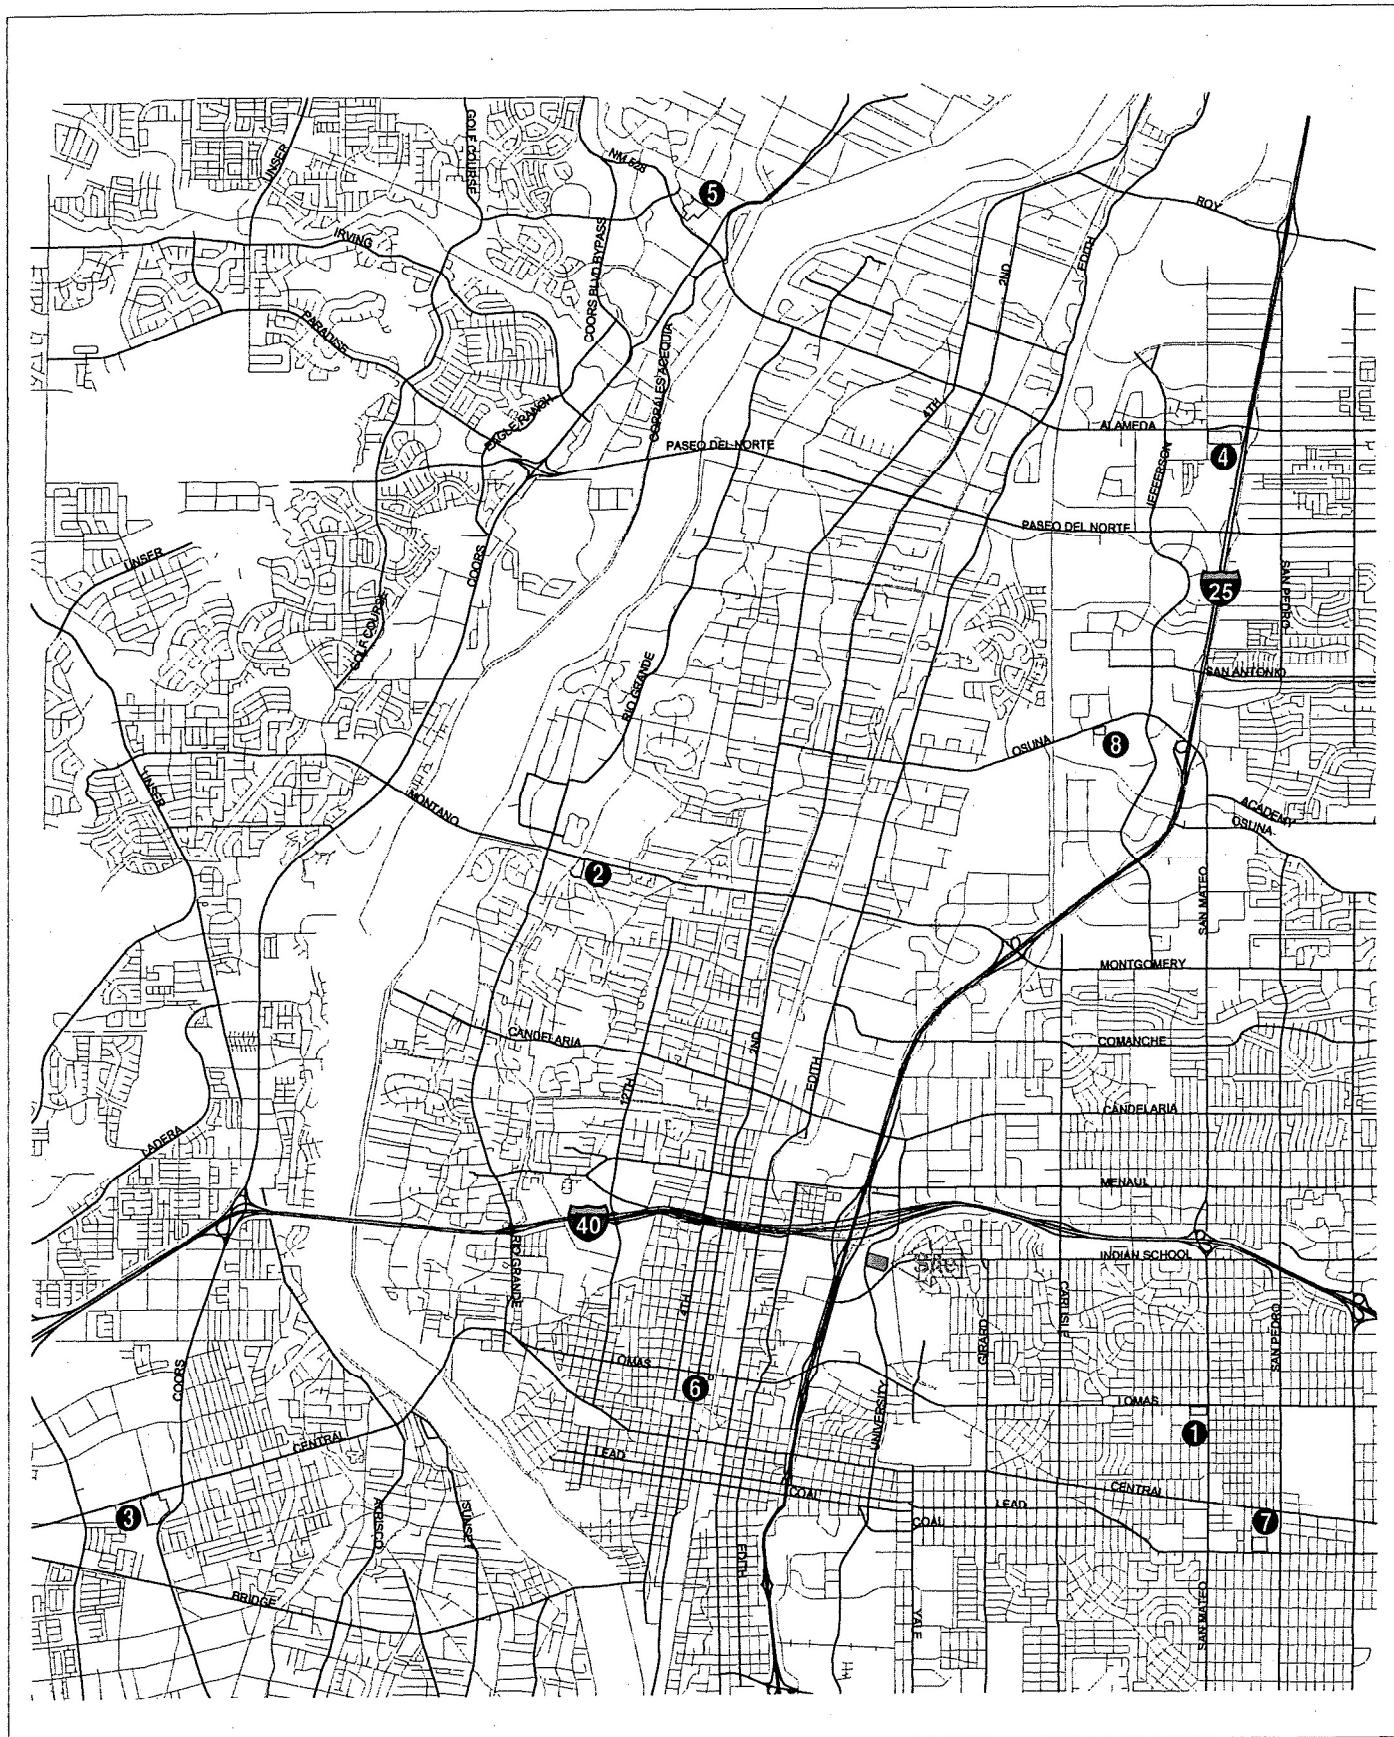 GOLF COURSE
UNSER
NM 528
5
ROY
IRVING
COORS BLVD BYPASS
2ND
EDITH
PARADISE
CORRALES ACEQUIA
4TH
EAGLE RANCH
ALAMEDA
PASEO DEL NORTE
4
JEFFERSON
PASEO DEL NORTE
UNSER
COORS
25
SAN PEDRO
GOLF COURSE
RIO GRANDE
SAN ANTONIO
OSUNA
8
UNSER
MONTANO
ACADEMY
OSUNA
2
SAN MATEO
MONTGOMERY
CANDELARIA
2ND
COMANCHE
EDITH
12TH
CANDELARIA
LADERA
MENAUL
40
RIO GRANDE
INDIAN SCHOOL
Site
CARLISLE
GIRARD
SAN PEDRO
COORS
LOMAS
6
UNIVERSITY
LOMAS
1
CENTRAL
LEAD
COAL
CENTRAL
LEAD
3
ATRISCO
SUNSET
COAL
7
EDITH
BRIDGE
YALE
SAN MATEO